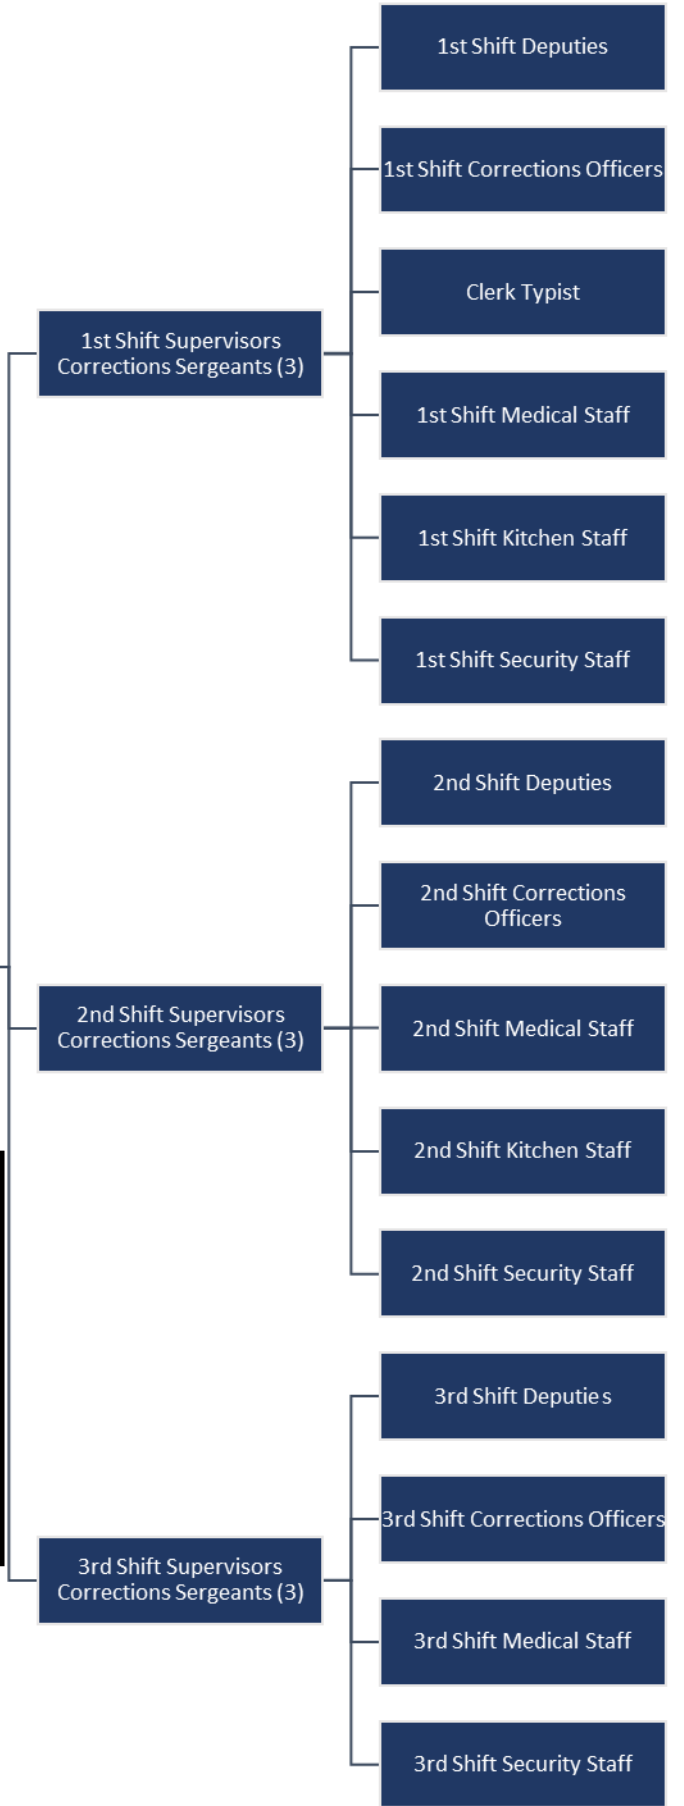 1st Shift Deputies
1st Shift Corrections Officers
Clerk Typist
1st Shift Supervisors
Corrections Sergeants (3)
1st Shift Medical Staff
1st Shift Kitchen Staff
1st Shift Security Staff
2nd Shift Deputies
2nd Shift Corrections
Officers
2nd Shift Supervisors
Corrections Sergeants (3)
2nd Shift Medical Staff
2nd Shift Kitchen Staff
2nd Shift Security Staff
3rd Shift Deputies
3rd Shift Corrections Officers
3rd Shift Supervisors
Corrections Sergeants (3)
3rd Shift Medical Staff
3rd Shift Security Staff